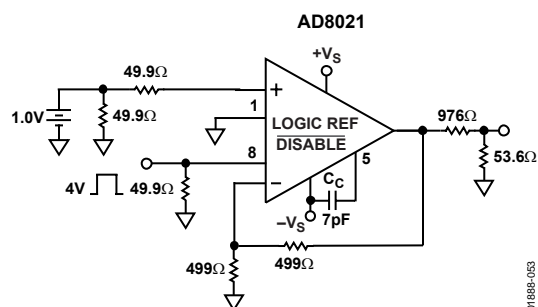 AD8021
+VS
49.9Ω
+
976Ω
1
1.0V
49.9Ω
LOGIC REF
DISABLE
53.6Ω
8
5
4V
49.9Ω
–
CC
7pF
–VS
499Ω
499Ω
01888-053